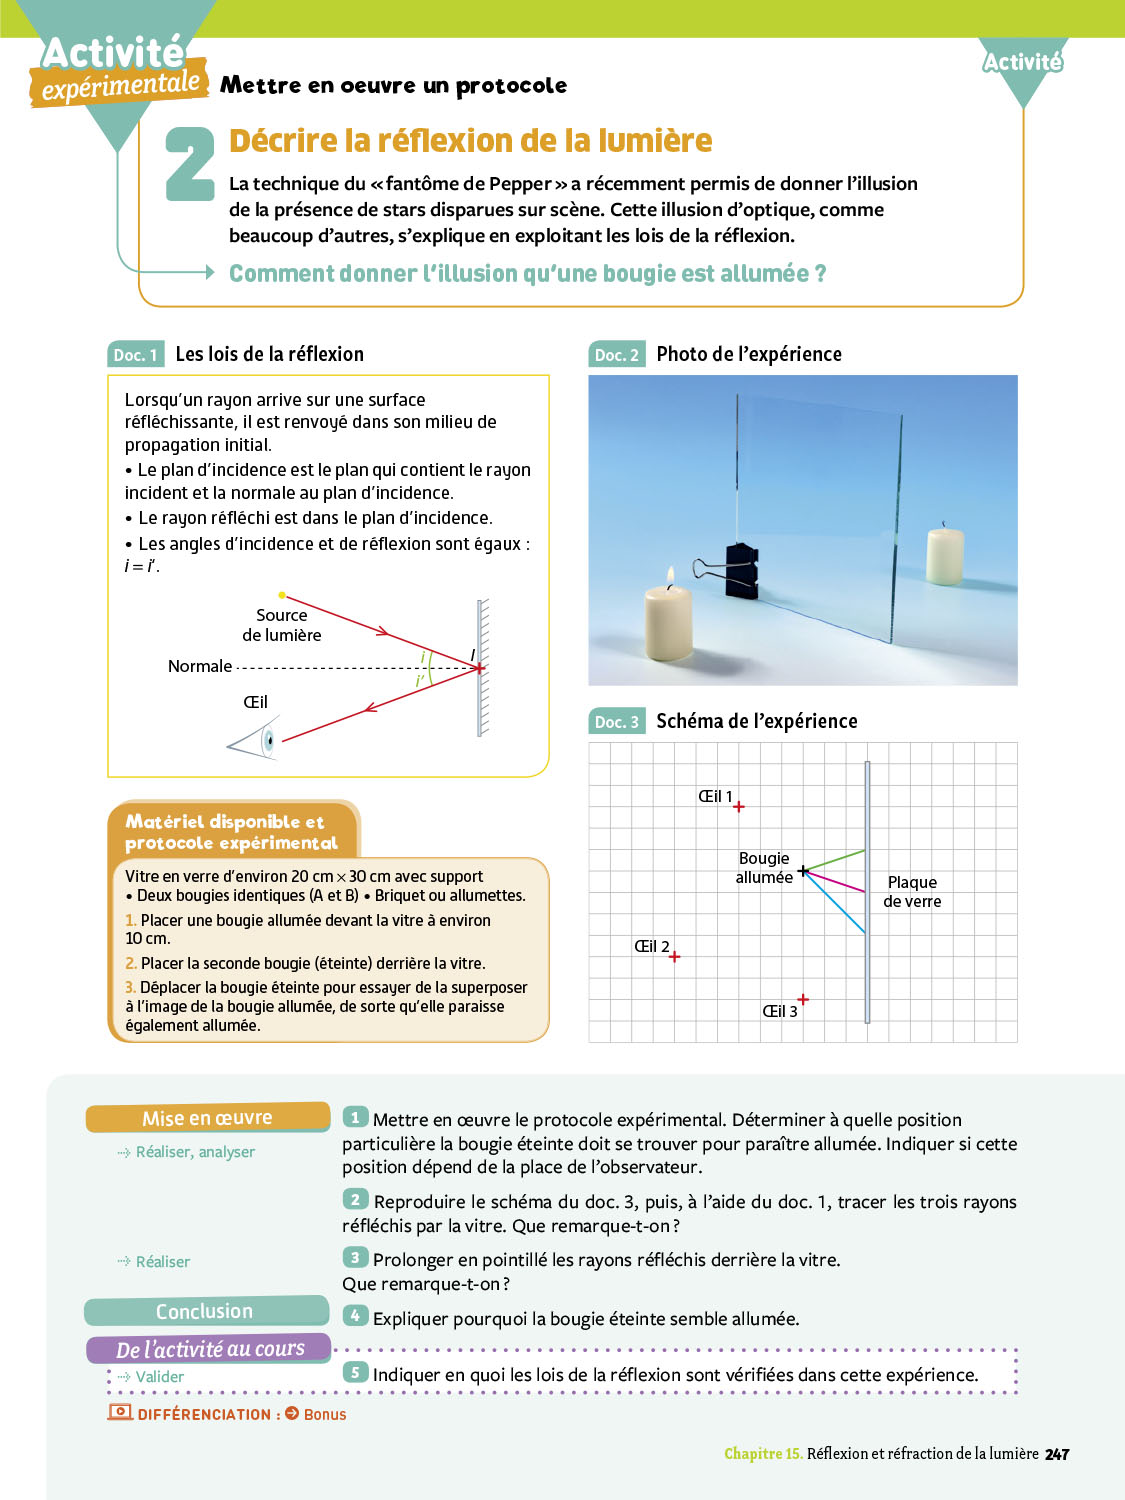 Activité
expérimentale
Mettre en oeuvre un protocole
Activité
2
Décrire la réflexion de la lumière
La technique du « fantôme de Pepper » a récemment permis de donner l'illusion
de la présence de stars disparues sur scène. Cette illusion d'optique, comme
beaucoup d'autres, s'explique en exploitant les lois de la réflexion.
Comment donner l'illusion qu'une bougie est allumée ?
Doc. 1 Les lois de la réflexion
Lorsqu'un rayon arrive sur une surface
réfléchissante, il est renvoyé dans son milieu de
propagation initial.
• Le plan d'incidence est le plan qui contient le rayon
incident et la normale au plan d'incidence.
• Le rayon réfléchi est dans le plan d'incidence.
• Les angles d'incidence et de réflexion sont égaux :
i = i'.
Source
de lumière
Normale
i
I
i'
Œil
Matériel disponible et
protocole expérimental
Vitre en verre d'environ 20 cm × 30 cm avec support
• Deux bougies identiques (A et B) • Briquet ou allumettes.
1. Placer une bougie allumée devant la vitre à environ
10 cm.
2. Placer la seconde bougie (éteinte) derrière la vitre.
3. Déplacer la bougie éteinte pour essayer de la superposer
à l'image de la bougie allumée, de sorte qu'elle paraisse
également allumée.
Doc. 2 Photo de l'expérience
Doc. 3 Schéma de l'expérience
Œil 1
Bougie
allumée
Plaque
de verre
Œil 2
Œil 3
Mise en œuvre
Réaliser, analyser
1 Mettre en œuvre le protocole expérimental. Déterminer à quelle position
particulière la bougie éteinte doit se trouver pour paraître allumée. Indiquer si cette
position dépend de la place de l'observateur.
2 Reproduire le schéma du doc. 3, puis, à l'aide du doc. 1, tracer les trois rayons
réfléchis par la vitre. Que remarque-t-on ?
Réaliser
3 Prolonger en pointillé les rayons réfléchis derrière la vitre.
Que remarque-t-on ?
Conclusion
4 Expliquer pourquoi la bougie éteinte semble allumée.
De l'activité au cours
Valider
5 Indiquer en quoi les lois de la réflexion sont vérifiées dans cette expérience.
DIFFÉRENCIATION : Bonus
Chapitre 15. Réflexion et réfraction de la lumière 247